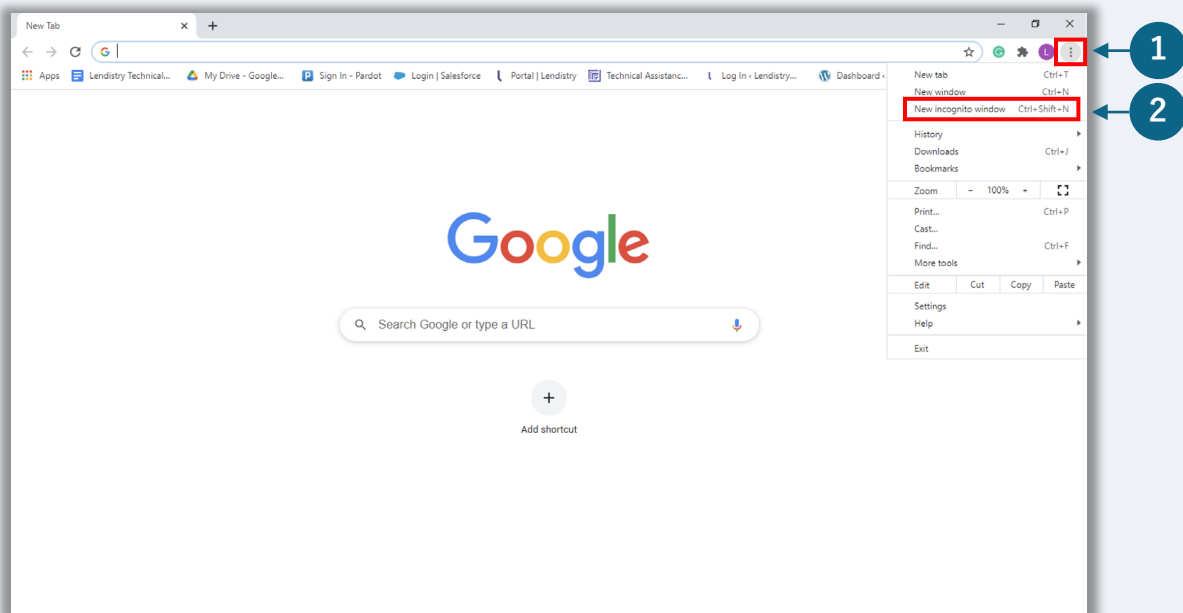 New Tab
Apps Lendistry Technical... My Drive - Google... Sign In - Pardot Login | Salesforce Portal | Lendistry Technical Assistanc... Log In ‹ Lendistry... Dashboard ‹
L
1
New tab Ctrl+T
New window Ctrl+N
New incognito window Ctrl+Shift+N
2
History
Downloads Ctrl+J
Bookmarks
Zoom - 100% +
Print... Ctrl+P
Cast...
Find... Ctrl+F
More tools
Edit Cut Copy Paste
Settings
Help
Exit
Google
Search Google or type a URL
Add shortcut